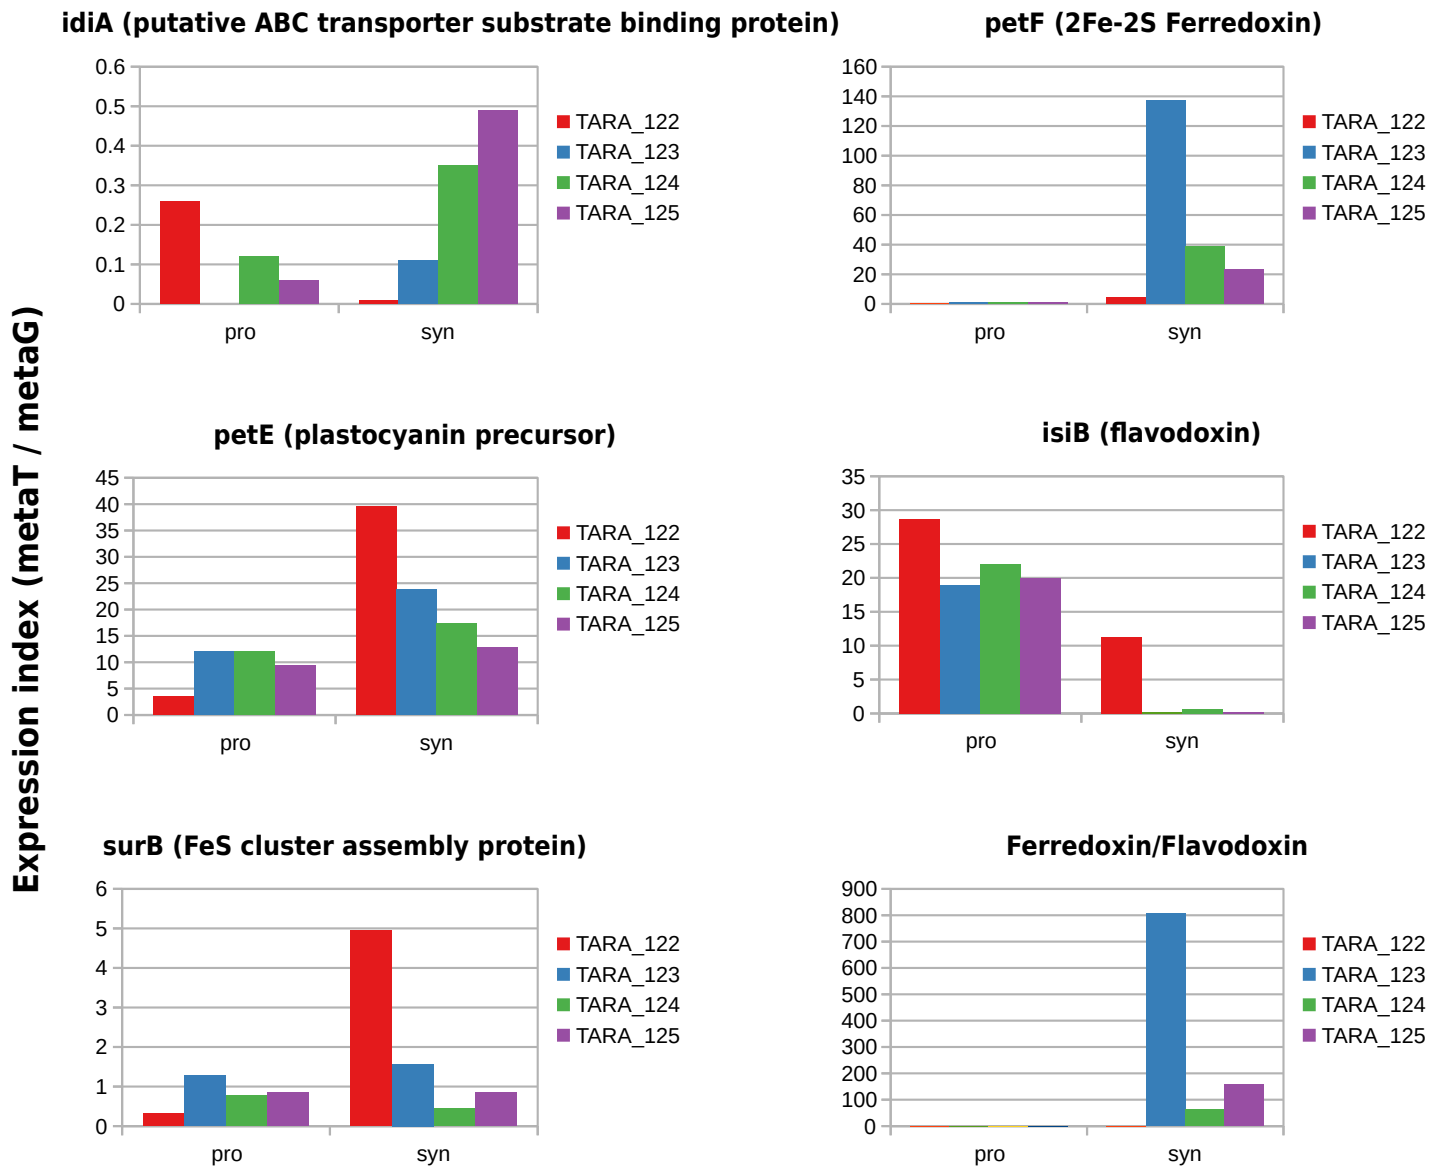 Expression index (metaT / metaG)
idiA (putative ABC transporter substrate binding protein)
0.6
0.5
0.4
0.3
0.2
0.1
0
pro
syn
TARA_122
TARA_123
TARA_124
TARA_125
petF (2Fe-2S Ferredoxin)
160
140
120
100
80
60
40
20
0
pro
syn
TARA_122
TARA_123
TARA_124
TARA_125
petE (plastocyanin precursor)
45
40
35
30
25
20
15
10
5
0
pro
syn
TARA_122
TARA_123
TARA_124
TARA_125
isiB (flavodoxin)
35
30
25
20
15
10
5
0
pro
syn
TARA_122
TARA_123
TARA_124
TARA_125
surB (FeS cluster assembly protein)
6
5
4
3
2
1
0
pro
syn
TARA_122
TARA_123
TARA_124
TARA_125
Ferredoxin/Flavodoxin
900
800
700
600
500
400
300
200
100
0
pro
syn
TARA_122
TARA_123
TARA_124
TARA_125